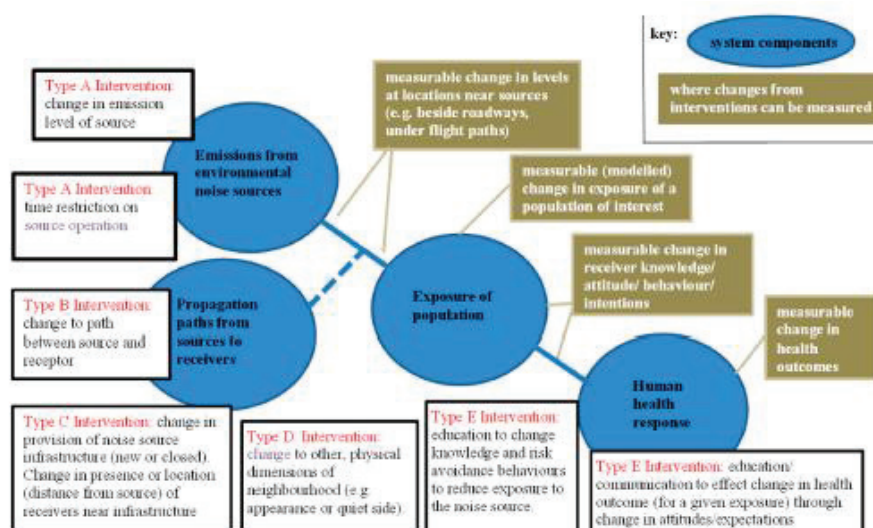 key:
system components
where changes from
interventions can be measured
Type A Intervention:
change in emission
level of source
measurable change in levels
at locations near sources
(e.g. beside roadways,
under flight paths)
Emissions from
environmental
noise sources
Type A Intervention
time restriction on
source operation
measurable (modelled)
change in exposure of a
population of interest
measurable change in
receiver knowledge/
attitude/ behaviour/
intentions
Type B Intervention:
change to path
between source and
receptor
Propagation
paths from
sources to
receivers
Exposure of
population
measurable
change in
health
outcomes
Human
health
response
Type C Intervention: change in
provision of noise source
infrastructure (new or closed).
Change in presence or location
(distance from source) of
receivers near infrastructure
Type D Intervention:
change to other, physical
dimensions of
neighbourhood (e.g
appearance or quiet side).
Type E Intervention:
education to change
knowledge and risk
avoidance behaviours
to reduce exposure to
the noise source.
Type E Intervention: education/
communication to effect change in health
outcome (for a given exposure) through
change in attitudes/expectations